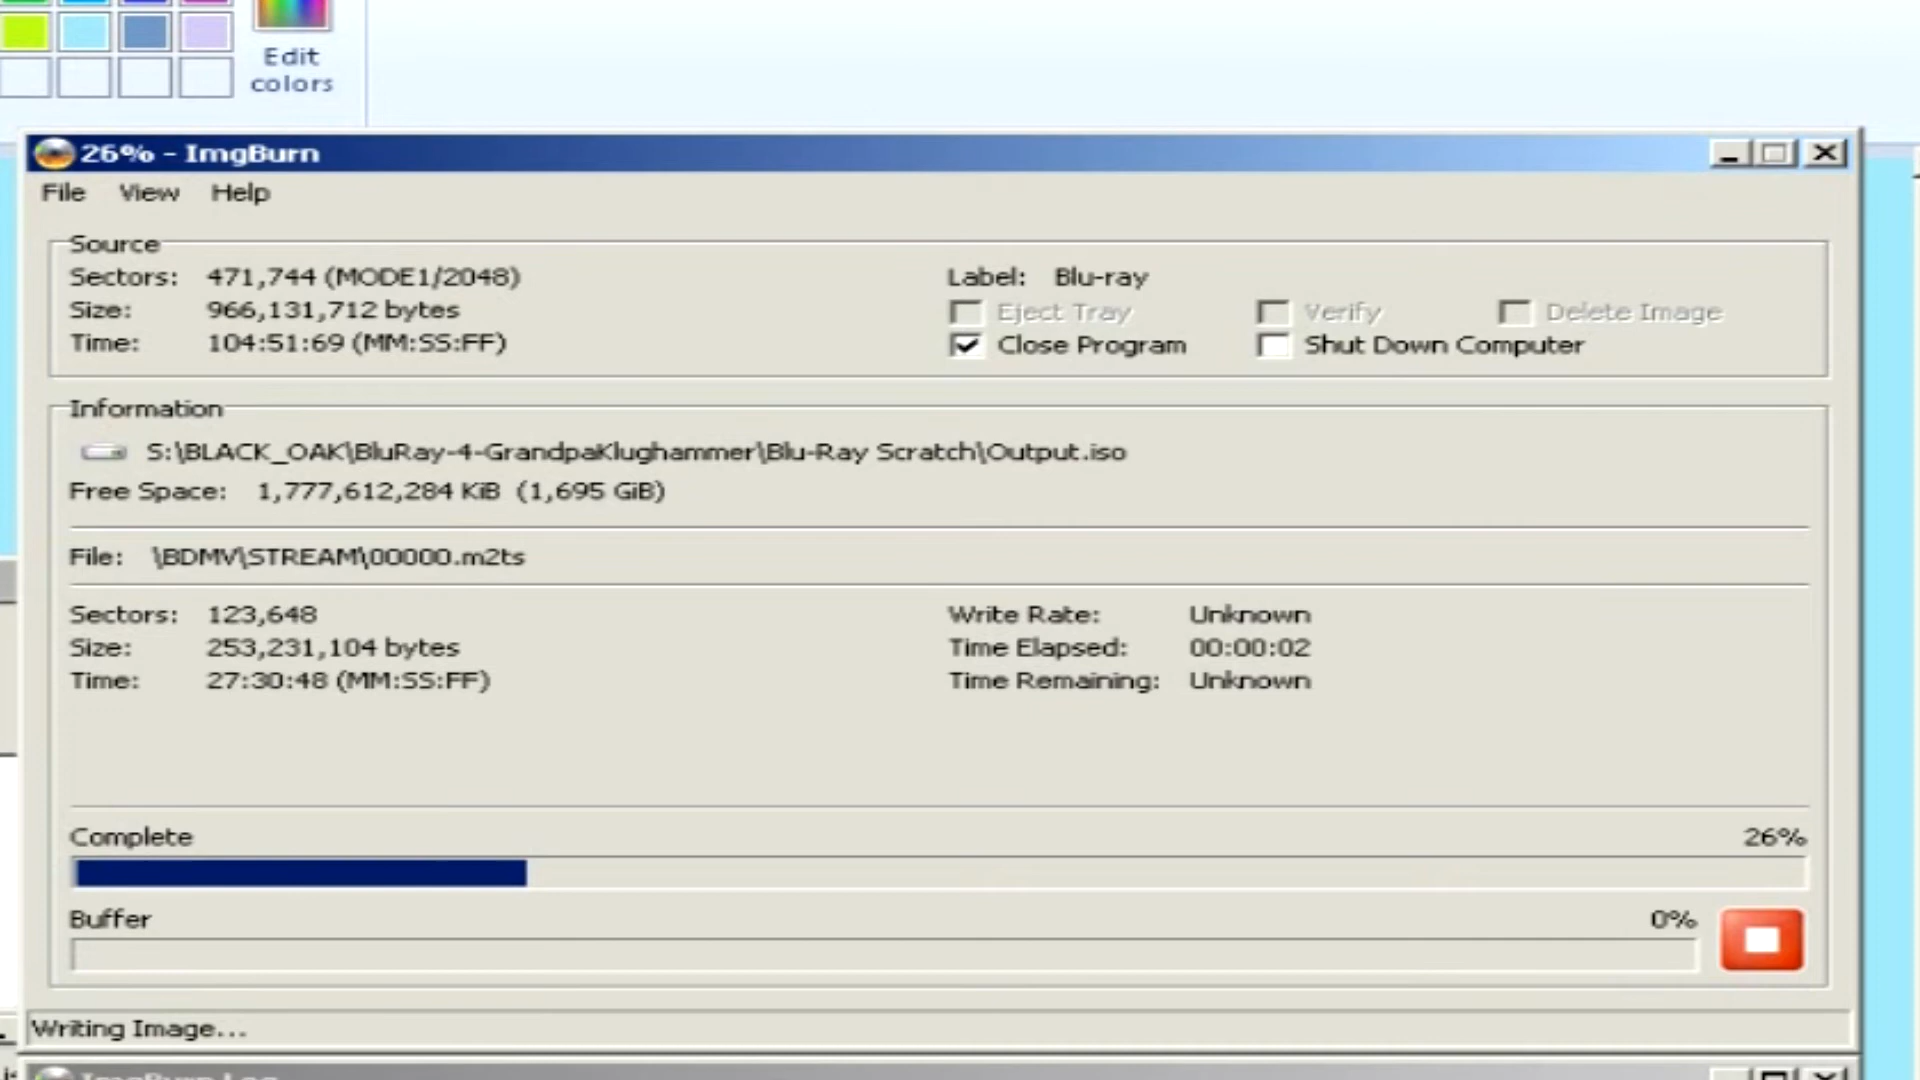 Edit
colors
26% - ImgBurn
File View Help
Source
Sectors: 471,744 (MODE1/2048)
Label: Blu-ray
Size: 966,131,712 bytes
Eject Tray Verify Delete Image
Time: 104:51:69 (MM:SS:FF)
Close Program Shut Down Computer
Information
S:\BLACK_OAK\BluRay-4-GrandpaKlughammer\Blu-Ray Scratch\Output.iso
Free Space: 1,777,612,284 KiB (1,695 GiB)
File: \BDMV\STREAM\00000.m2ts
Sectors: 123,648
Write Rate: Unknown
Size: 253,231,104 bytes
Time Elapsed: 00:00:02
Time: 27:30:48 (MM:SS:FF)
Time Remaining: Unknown
Complete 26%
Buffer 0%
Writing Image...
ImgBurn Log